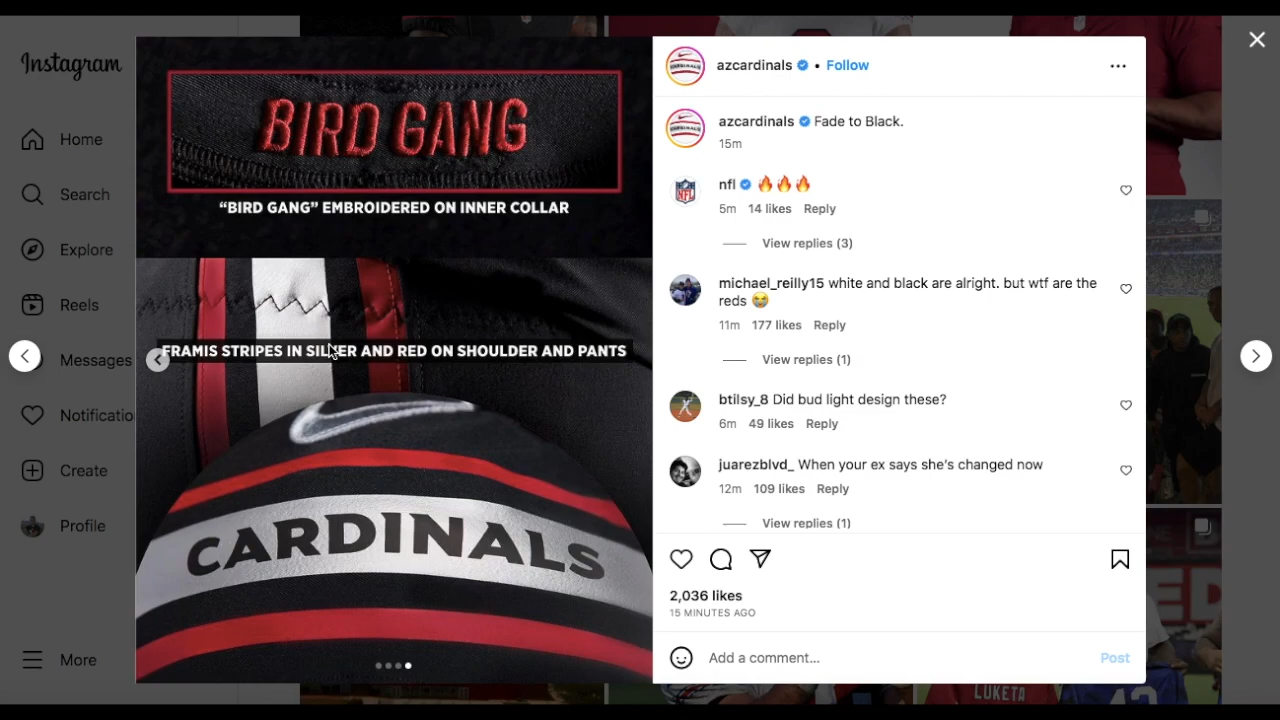 Instagram
Home
Search
Explore
Reels
Messages
Notificatio
Create
Profile
More
BIRD GANG
“BIRD GANG” EMBROIDERED ON INNER COLLAR
FRAMIS STRIPES IN SILVER AND RED ON SHOULDER AND PANTS
CARDINALS
azcardinals • Follow
azcardinals Fade to Black.
15m
nfl 🔥🔥🔥
5m 14 likes Reply
View replies (3)
michael_reilly15 white and black are alright. but wtf are the
reds 😭
11m 177 likes Reply
View replies (1)
btilsy_8 Did bud light design these?
6m 49 likes Reply
juarezblvd_ When your ex says she’s changed now
12m 109 likes Reply
View replies (1)
2,036 likes
15 MINUTES AGO
Add a comment...
Post
LUKETA